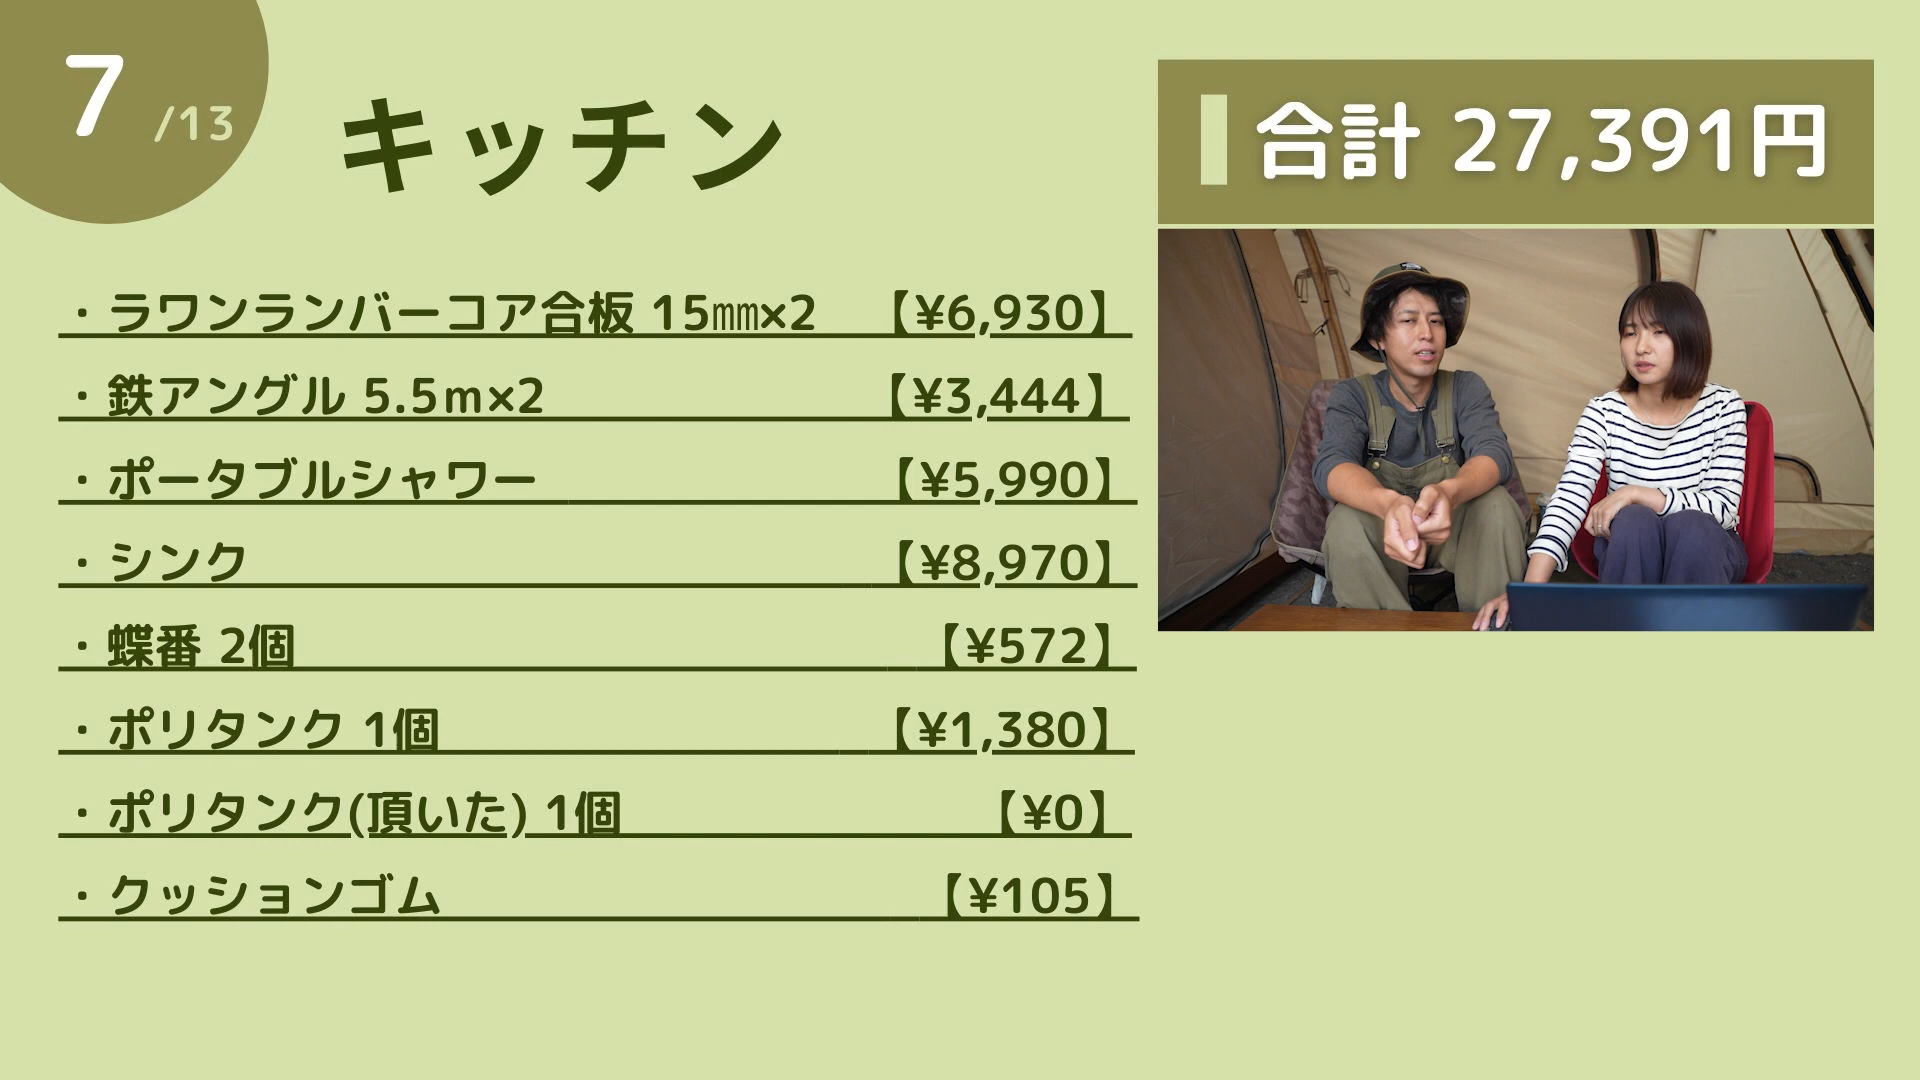 7 /13
キッチン
合計 27,391円
・ラワンランバーコア合板 15㎜×2 【¥6,930】
・鉄アングル 5.5m×2 【¥3,444】
・ポータブルシャワー 【¥5,990】
・シンク 【¥8,970】
・蝶番 2個 【¥572】
・ポリタンク 1個 【¥1,380】
・ポリタンク(頂いた) 1個 【¥0】
・クッションゴム 【¥105】